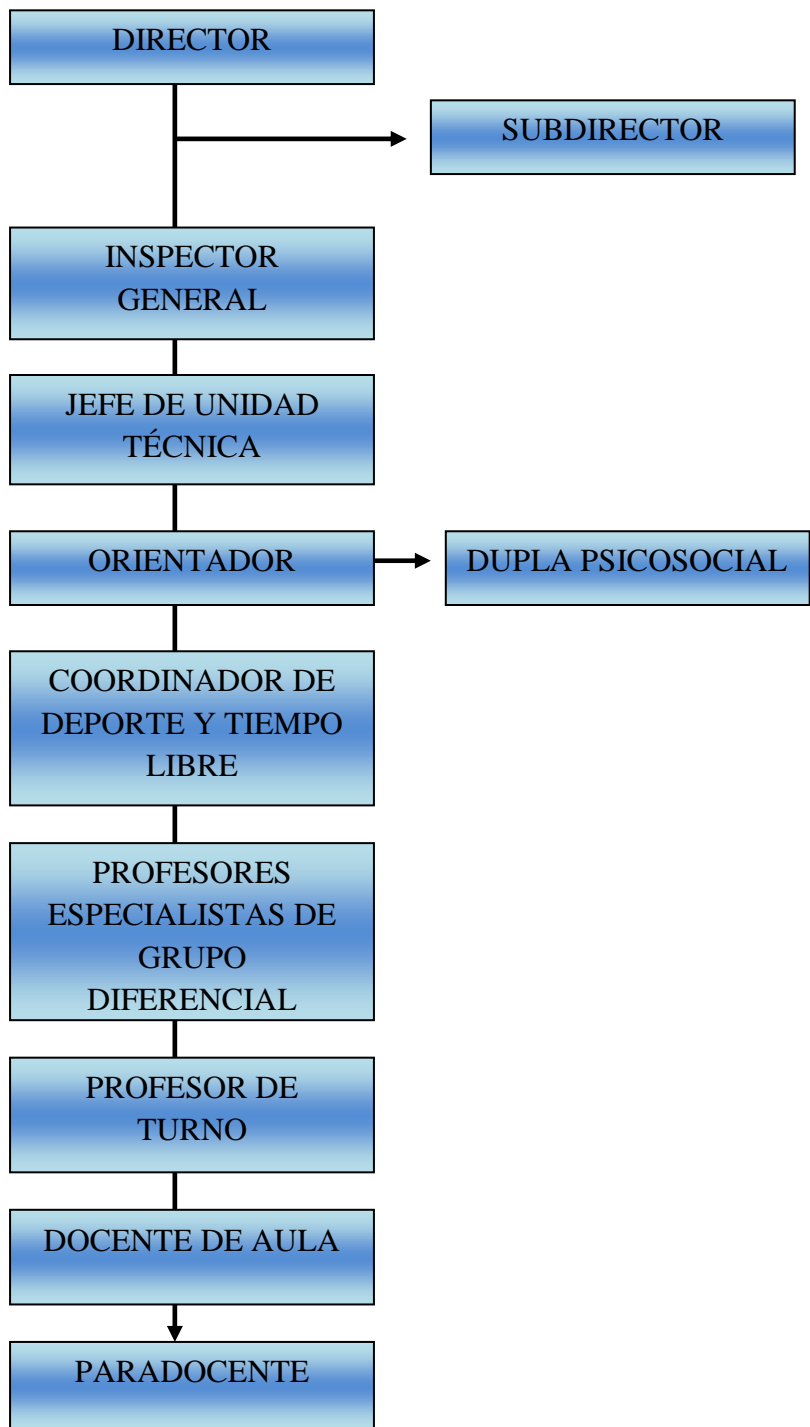 DIRECTOR
SUBDIRECTOR
INSPECTOR
GENERAL
JEFE DE UNIDAD
TÉCNICA
ORIENTADOR
DUPLA PSICOSOCIAL
COORDINADOR DE
DEPORTE Y TIEMPO
LIBRE
PROFESORES
ESPECIALISTAS DE
GRUPO
DIFERENCIAL
PROFESOR DE
TURNO
DOCENTE DE AULA
PARADOCENTE